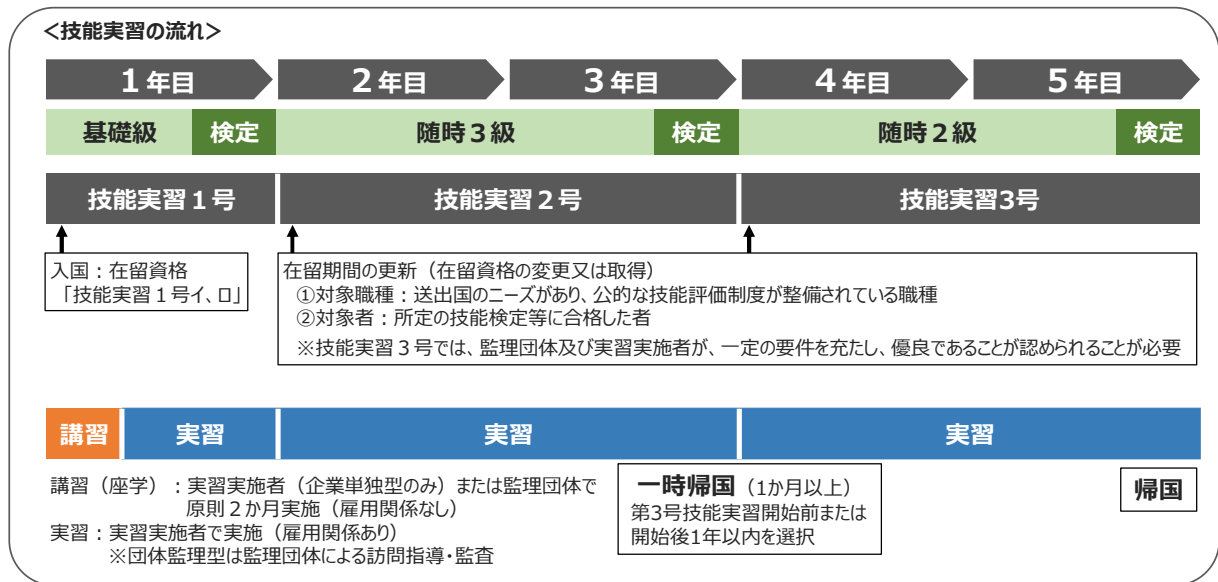 ＜技能実習の流れ＞
１年目 ２年目 ３年目 ４年目 ５年目
基礎級 検定 随時３級 検定 随時２級 検定
技能実習１号 技能実習２号 技能実習3号
入国：在留資格
「技能実習１号イ、ロ」
在留期間の更新（在留資格の変更又は取得）
①対象職種：送出国のニーズがあり、公的な技能評価制度が整備されている職種
②対象者：所定の技能検定等に合格した者
※技能実習３号では、監理団体及び実習実施者が、一定の要件を充たし、優良であることが認められることが必要
講習 実習 実習 実習
講習（座学）：実習実施者（企業単独型のみ）または監理団体で
原則２か月実施（雇用関係なし）
実習：実習実施者で実施（雇用関係あり）
※団体監理型は監理団体による訪問指導・監査
一時帰国（1か月以上）
第3号技能実習開始前または
開始後1年以内を選択
帰国